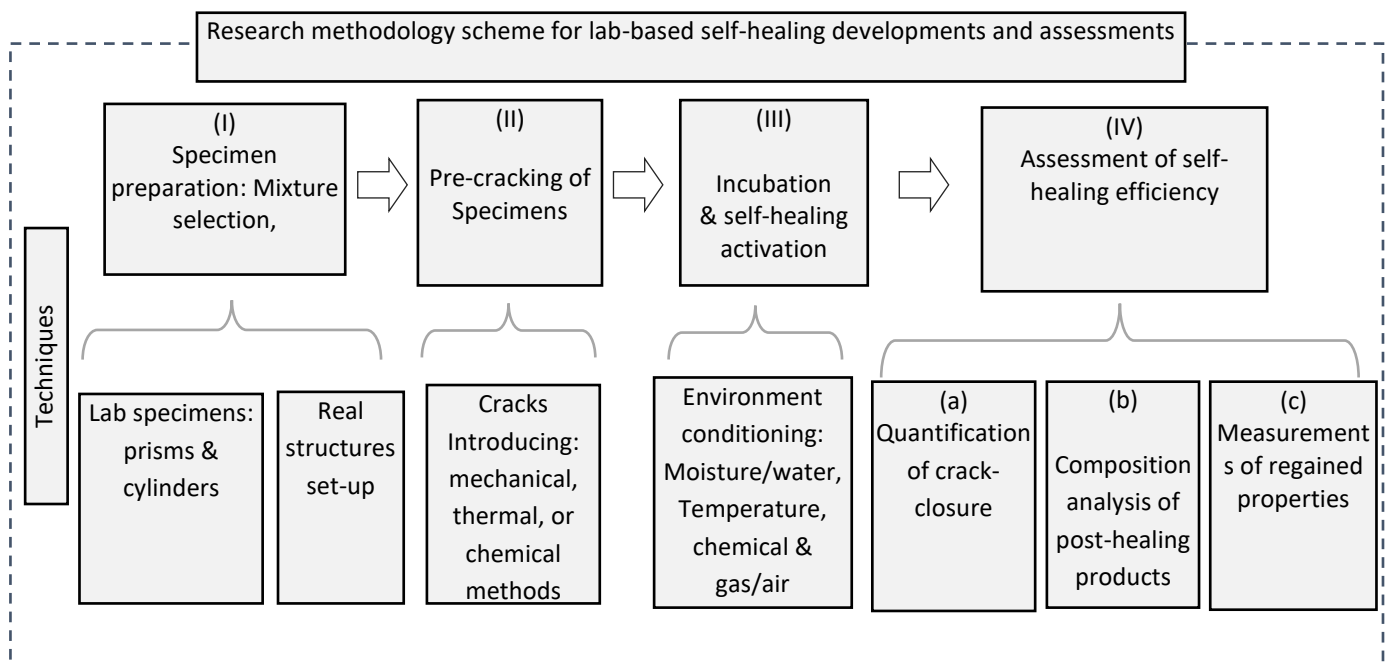 Research methodology scheme for lab-based self-healing developments and assessments
(I)
Specimen
preparation: Mixture
selection,
(II)
Pre-cracking of
Specimens
(III)
Incubation
& self-healing
activation
(IV)
Assessment of self-
healing efficiency
Techniques
Lab specimens:
prisms &
cylinders
Real
structures
set-up
Cracks
Introducing:
mechanical,
thermal, or
chemical
methods
Environment
conditioning:
Moisture/water,
Temperature,
chemical &
gas/air
(a)
Quantification
of crack-
closure
(b)
Composition
analysis of
post-healing
products
(c)
Measurement
s of regained
properties